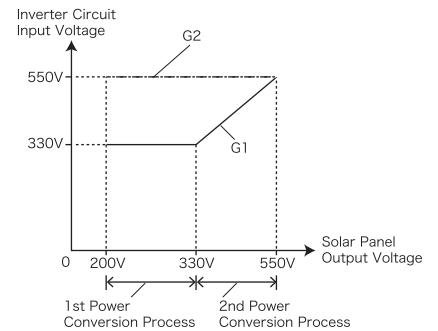 Inverter Circuit
Input Voltage
G2
550V
330V
G1
Solar Panel
Output Voltage
0
200V
330V
550V
1st Power
Conversion Process
2nd Power
Conversion Process